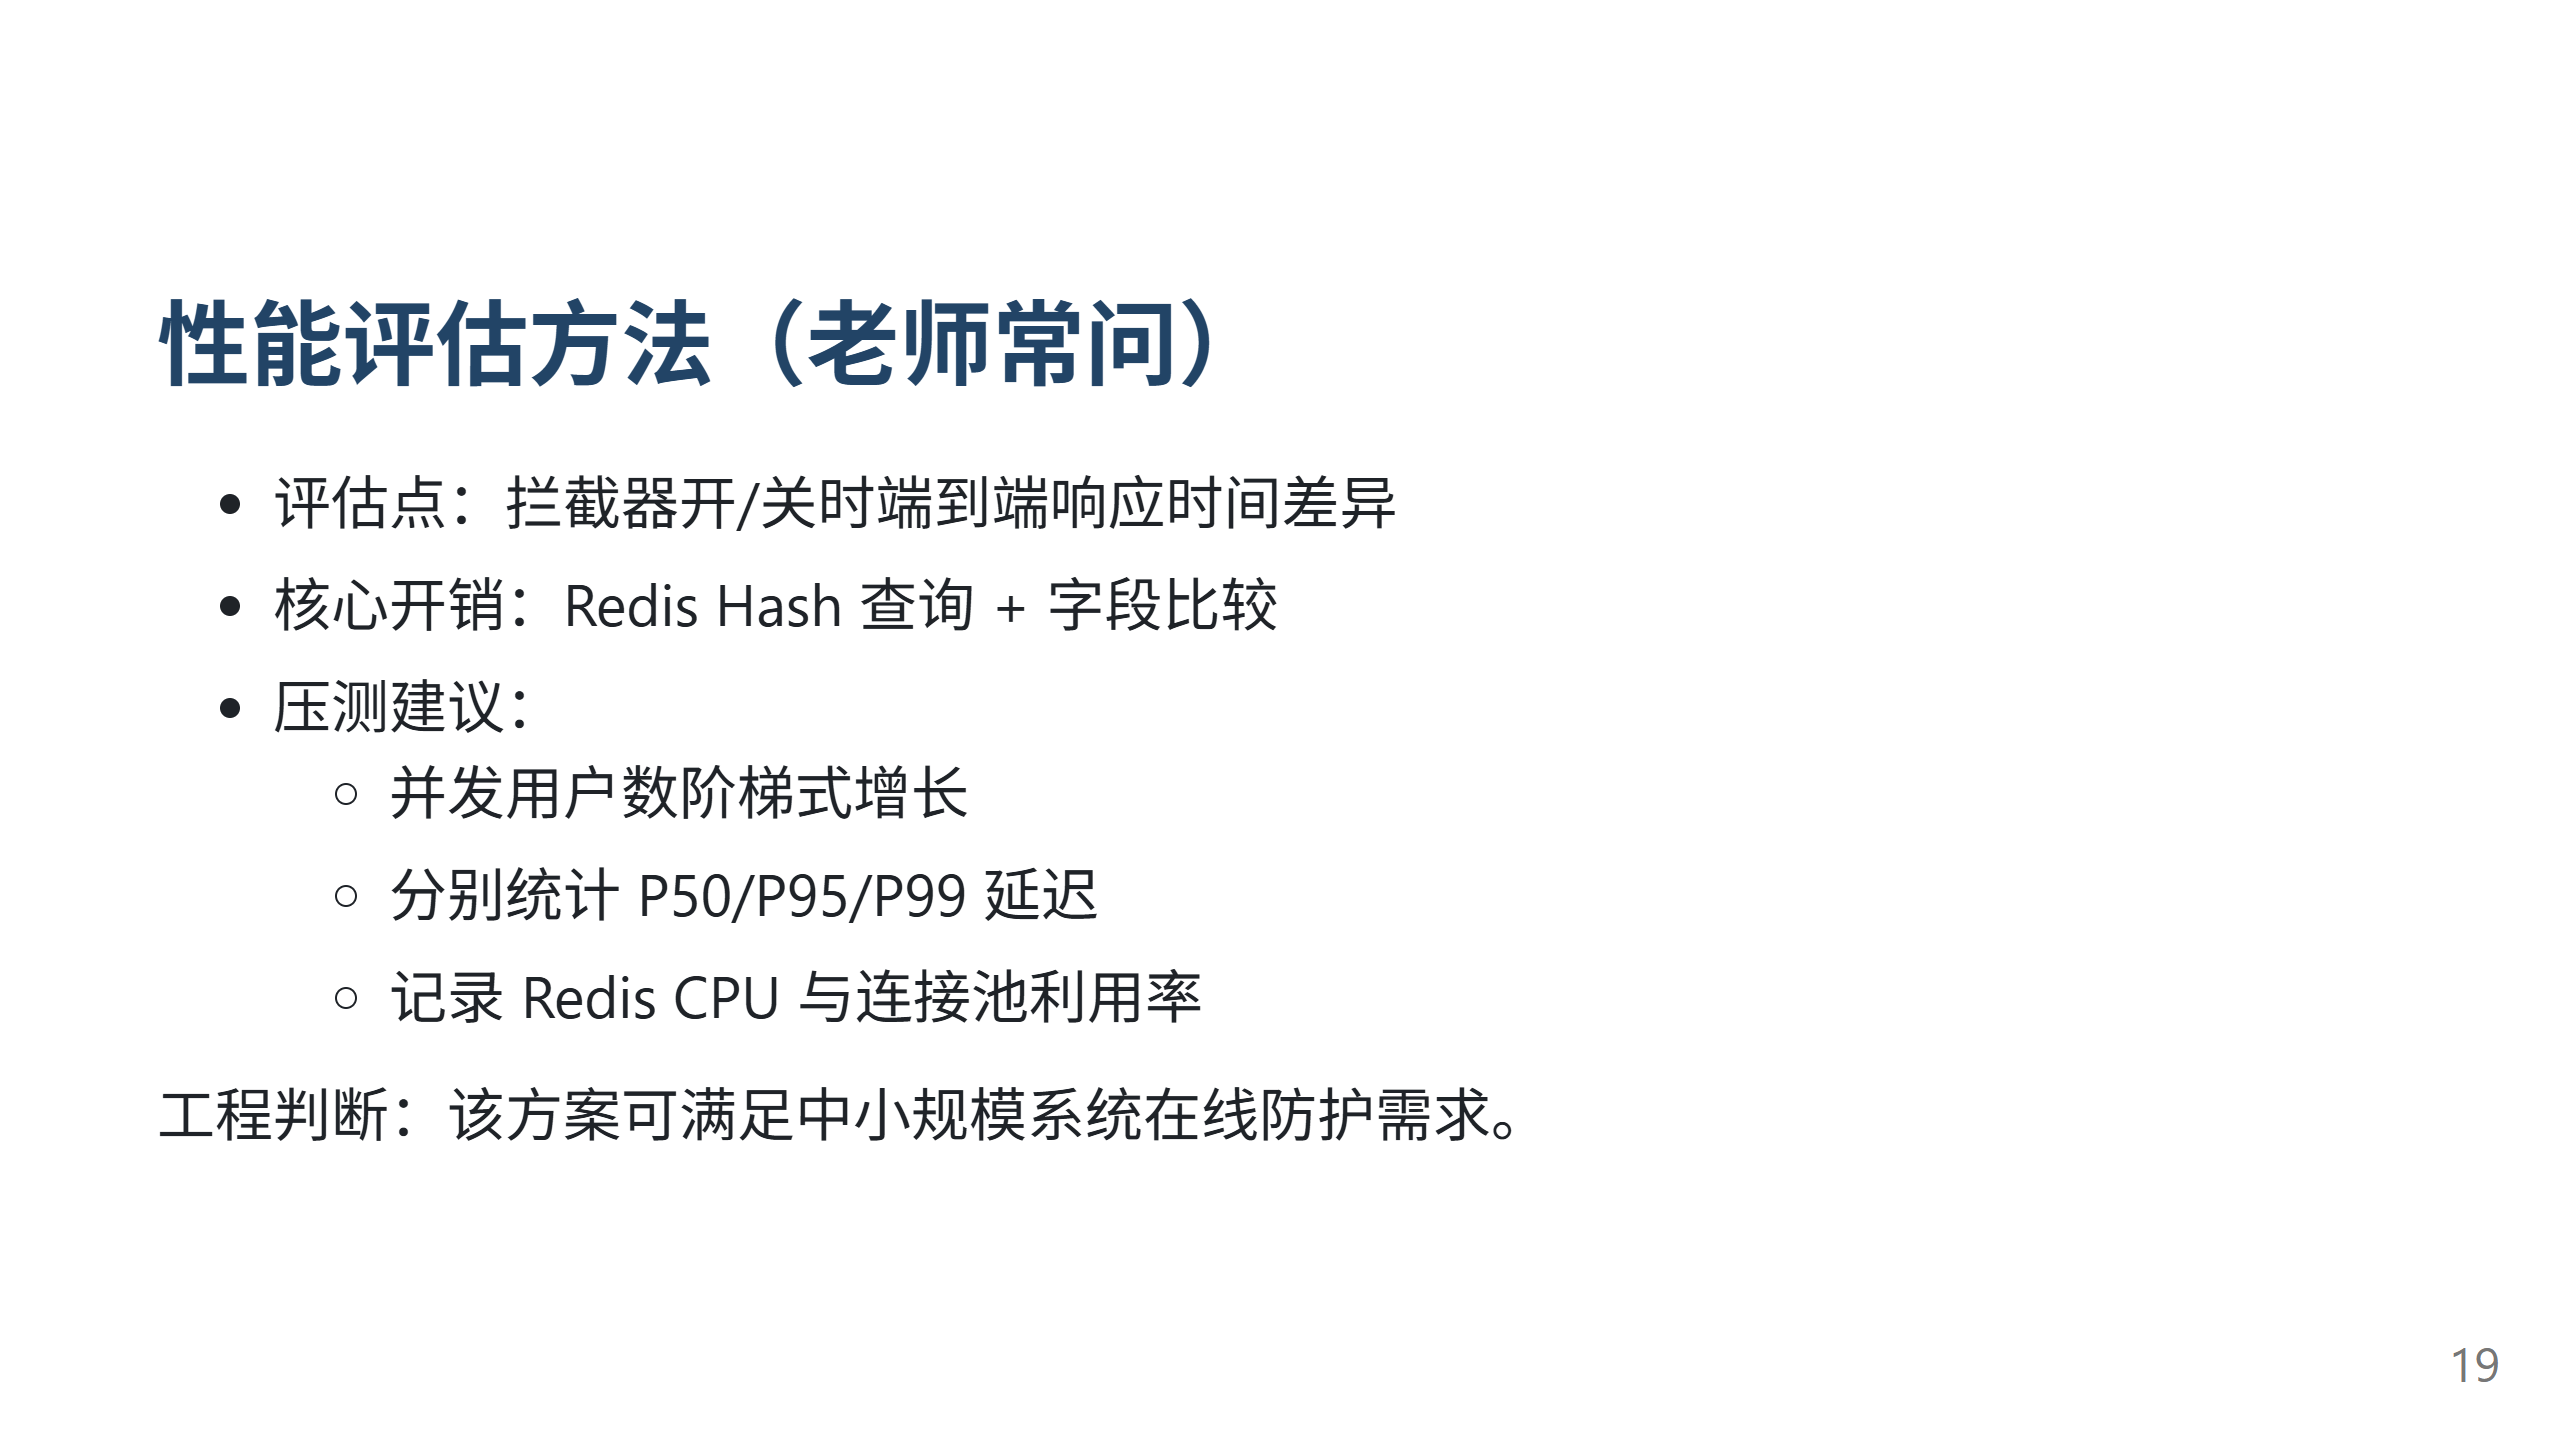 性能评估方法（老师常问）
评估点：拦截器开/关时端到端响应时间差异
核心开销：Redis Hash 查询 + 字段比较
压测建议：
并发用户数阶梯式增长
分别统计 P50/P95/P99 延迟
记录 Redis CPU 与连接池利用率
工程判断：该方案可满足中小规模系统在线防护需求。
19